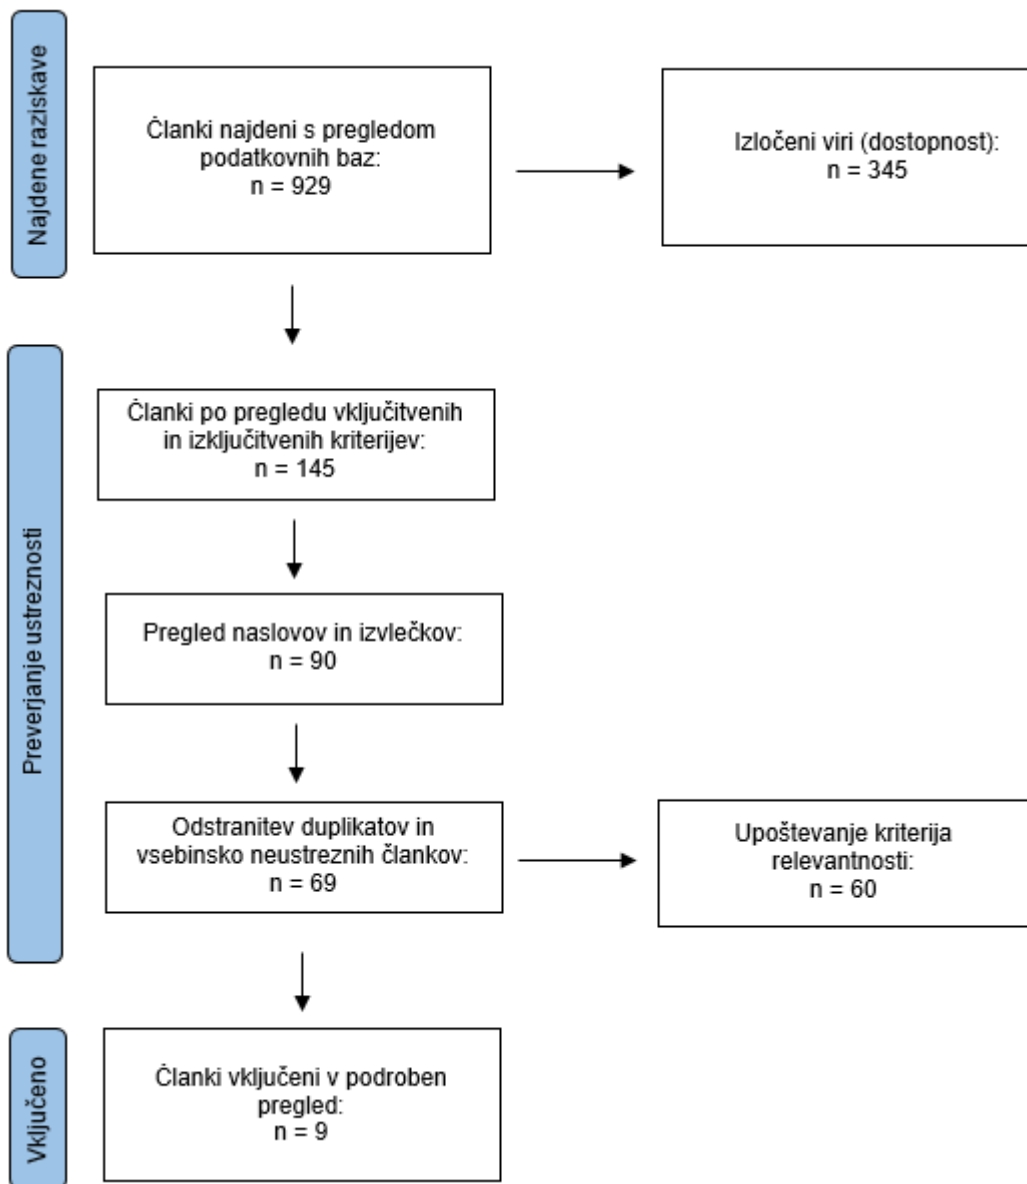 Najdene raziskave
Članki najdeni s pregledom
podatkovnih baz:
n = 929
Izločeni viri (dostopnost):
n = 345
Preverjanje ustreznosti
Članki po pregledu vključitvenih
in izključitvenih kriterijev:
n = 145
Pregled naslovov in izvlečkov:
n = 90
Odstranitev duplikatov in
vsebinsko neustreznih člankov:
n = 69
Upoštevanje kriterija
relevantnosti:
n = 60
Vključeno
Članki vključeni v podroben
pregled:
n = 9